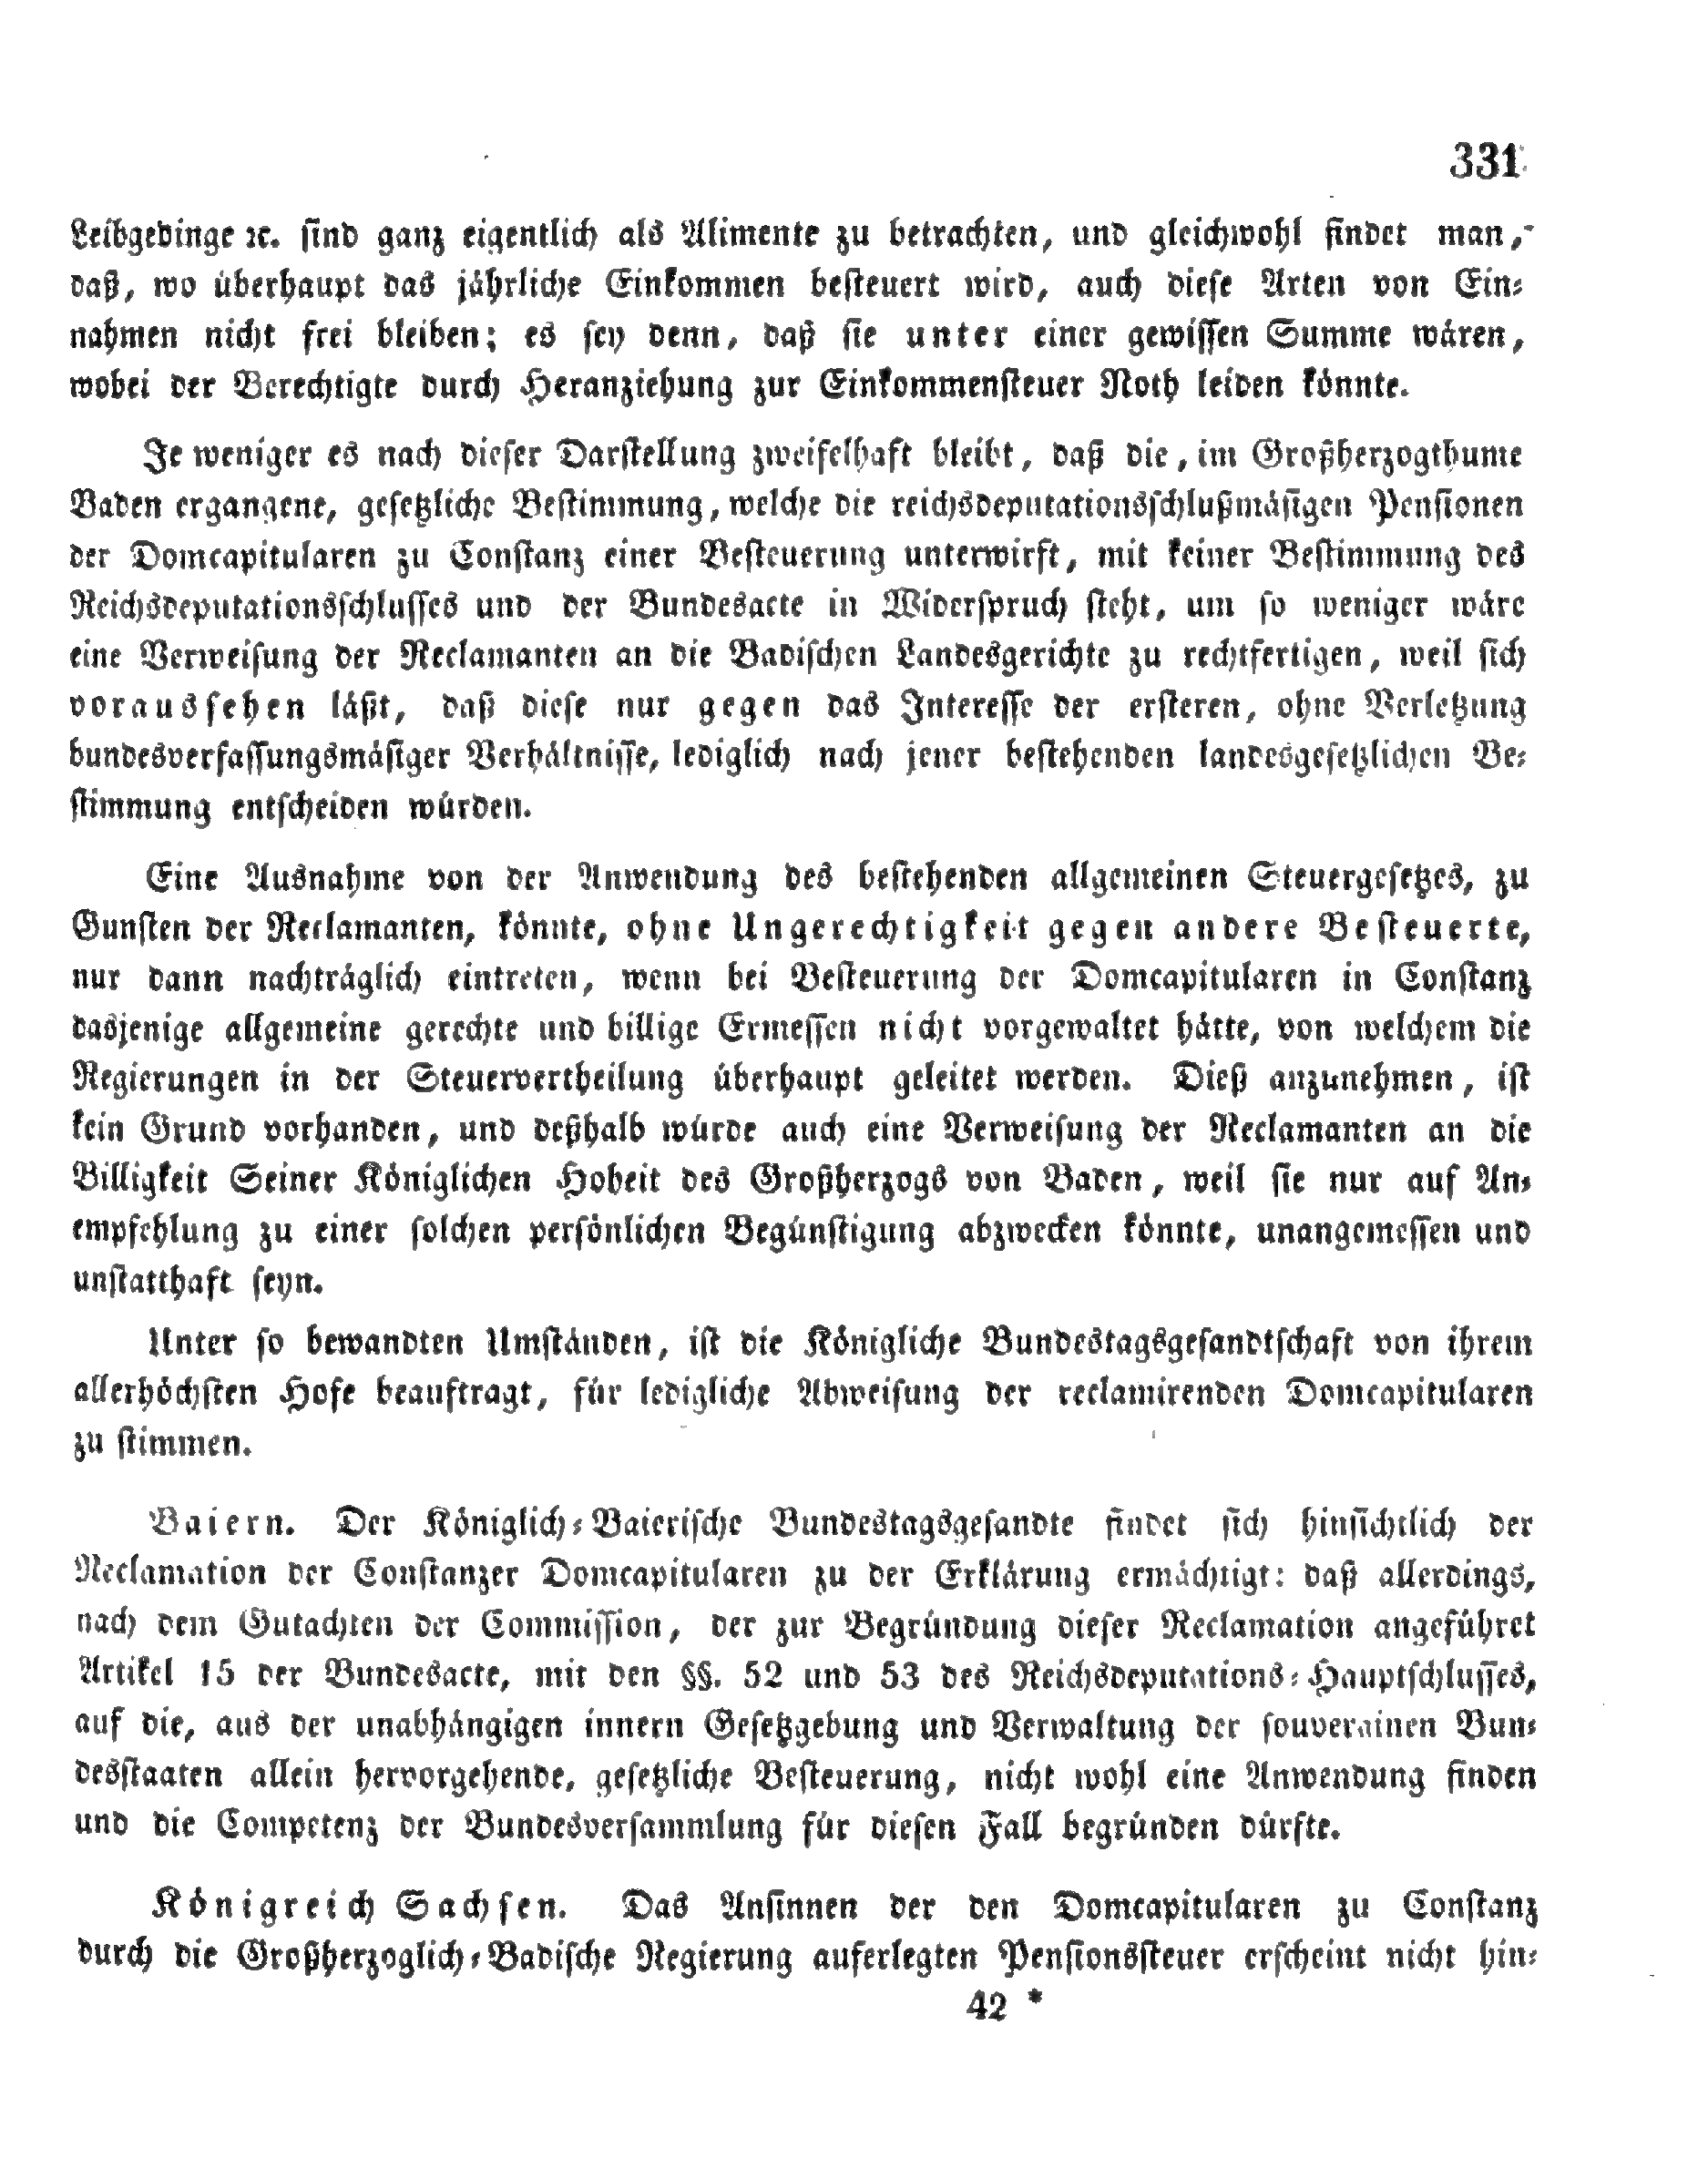 331
Leibgedinge ꝛc. ſind ganz eigentlich als Alimente zu betrachten, und gleichwohl findet man,
daß, wo überhaupt das jährliche Einkommen beſteuert wird, auch dieſe Arten von Ein⸗
nahmen nicht frei bleiben; es ſey denn, daß ſie unter einer gewiſſen Summe wären,
wobei der Berechtigte durch Heranziehung zur Einkommenſteuer Noth leiden könnte.
Je weniger es nach dieſer Darſtellung zweifelhaft bleibt, daß die, im Großherzogthume
Baden ergangene, geſetzliche Beſtimmung, welche die reichsdeputationsſchlußmäſigen Penſionen
der Domcapitularen zu Conſtanz einer Beſteuerung unterwirft, mit keiner Beſtimmung des
Reichsdeputationsſchluſſes und der Bundesacte in Widerſpruch ſteht, um ſo weniger wäre
eine Verweiſung der Reclamanten an die Badiſchen Landesgerichte zu rechtfertigen, weil ſich
vorausſehen läßt, daß dieſe nur gegen das Intereſſe der erſteren, ohne Verletzung
bundesverfaſſungsmäſiger Verhältniſſe, lediglich nach jener beſtehenden landesgeſetzlichen Be⸗
ſtimmung entſcheiden würden.
Eine Ausnahme von der Anwendung des beſtehenden allgemeinen Steuergeſetzes, zu
Gunſten der Reclamanten, könnte, ohne Ungerechtigkeit gegen andere Beſteuerte,
nur dann nachträglich eintreten, wenn bei Beſteuerung der Domcapitularen in Conſtanz
dasjenige allgemeine gerechte und billige Ermeſſen nicht vorgewaltet hätte, von welchem die
Regierungen in der Steuervertheilung überhaupt geleitet werden. Dieß anzunehmen, iſt
kein Grund vorhanden, und deßhalb würde auch eine Verweiſung der Reclamanten an die
Billigkeit Seiner Königlichen Hoheit des Großherzogs von Baden, weil ſie nur auf An⸗
empfehlung zu einer ſolchen perſönlichen Begünſtigung abzwecken könnte, unangemeſſen und
unſtatthaft ſeyn.
Unter ſo bewandten Umſtänden, iſt die Königliche Bundestagsgeſandtſchaft von ihrem
allerhöchſten Hofe beauftragt, für ledigliche Abweiſung der reclamirenden Domcapitularen
zu ſtimmen.
Baiern. Der Königlich⸗Baieriſche Bundestagsgeſandte findet ſich hinſichtlich der
Reclamation der Conſtanzer Domcapitularen zu der Erklärung ermächtigt: daß allerdings,
nach dem Gutachten der Commiſſion, der zur Begründung dieſer Reclamation angeführet
Artikel 15 der Bundesacte, mit den §§. 52 und 53 des Reichsdeputations⸗Hauptſchluſſes,
auf die, aus der unabhängigen innern Geſetzgebung und Verwaltung der ſouverainen Bun⸗
desſtaaten allein hervorgehende, geſetzliche Beſteuerung, nicht wohl eine Anwendung finden
und die Competenz der Bundesverſammlung für dieſen Fall begründen dürfte.
Königreich Sachſen. Das Anſinnen der den Domcapitularen zu Conſtanz
durch die Großherzoglich⸗Badiſche Regierung auferlegten Penſionsſteuer erſcheint nicht hin⸗
42 *